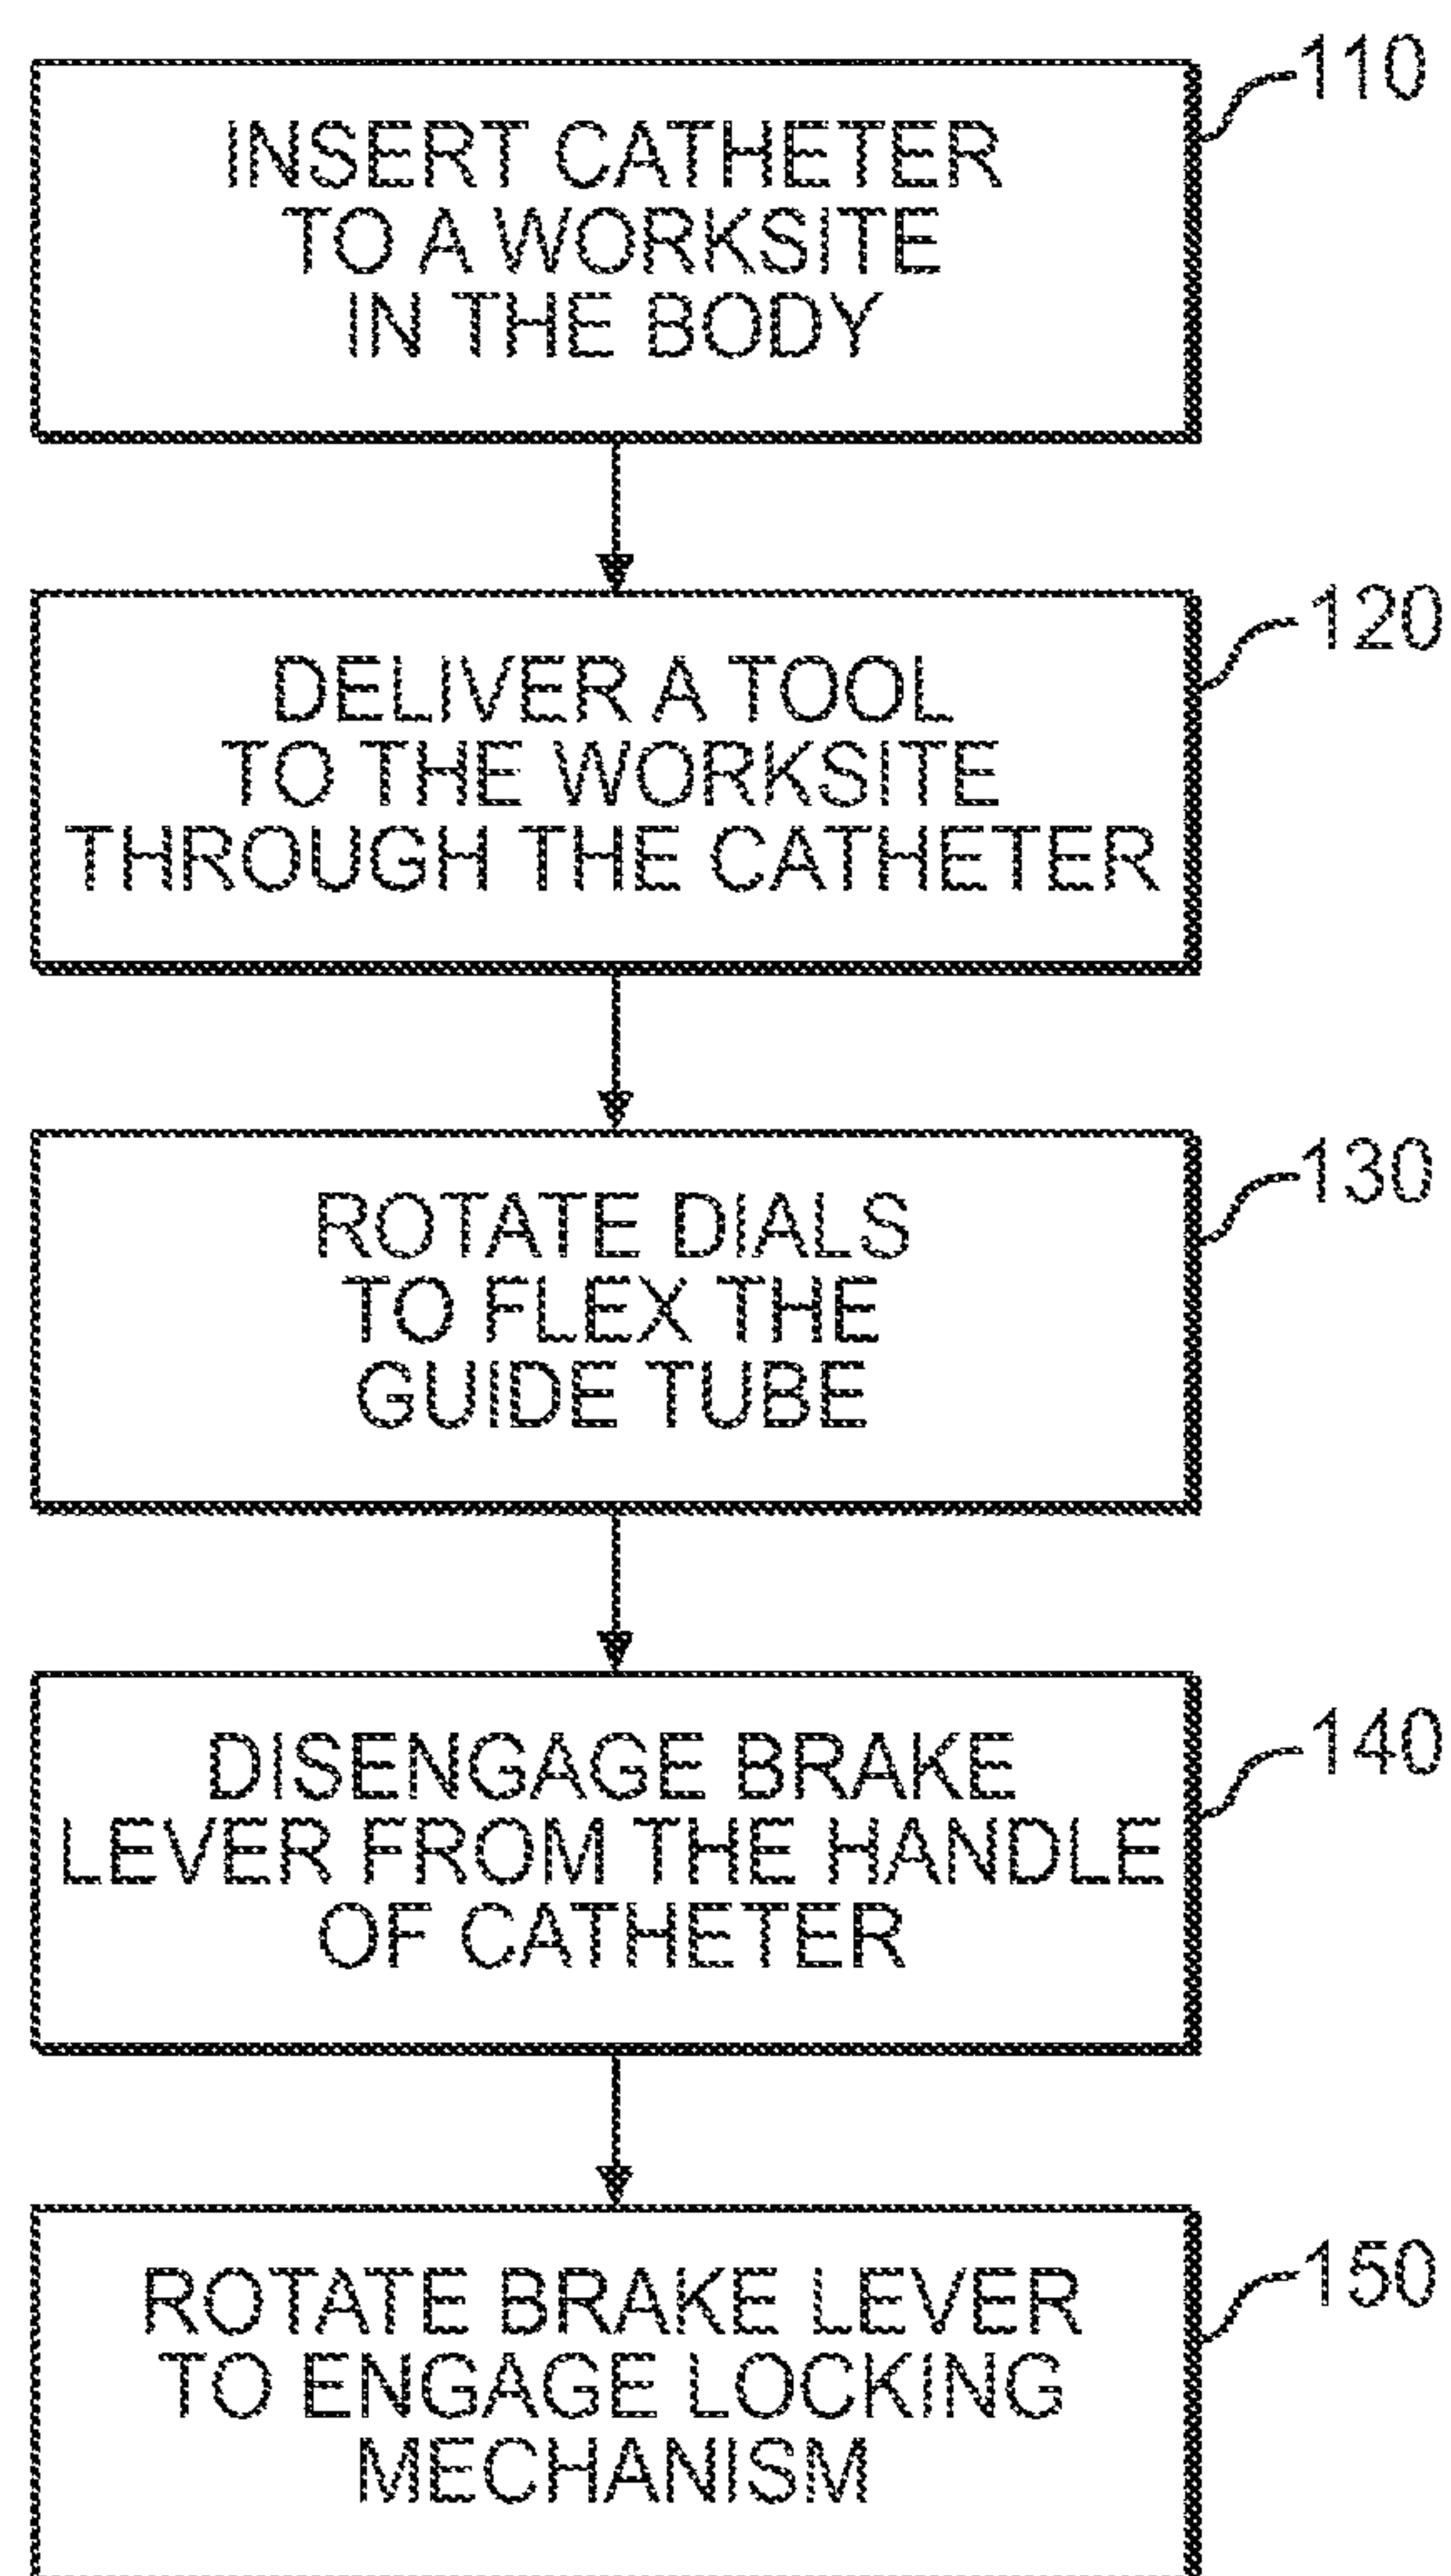 110
INSERT CATHETER
TO A WORKSITE
IN THE BODY
120
DELIVER A TOOL
TO THE WORKSITE
THROUGH THE CATHETER
130
ROTATE DIALS
TO FLEX THE
GUIDE TUBE
140
DISENGAGE BRAKE
LEVER FROM THE HANDLE
OF CATHETER
150
ROTATE BRAKE LEVER
TO ENGAGE LOCKING
MECHANISM